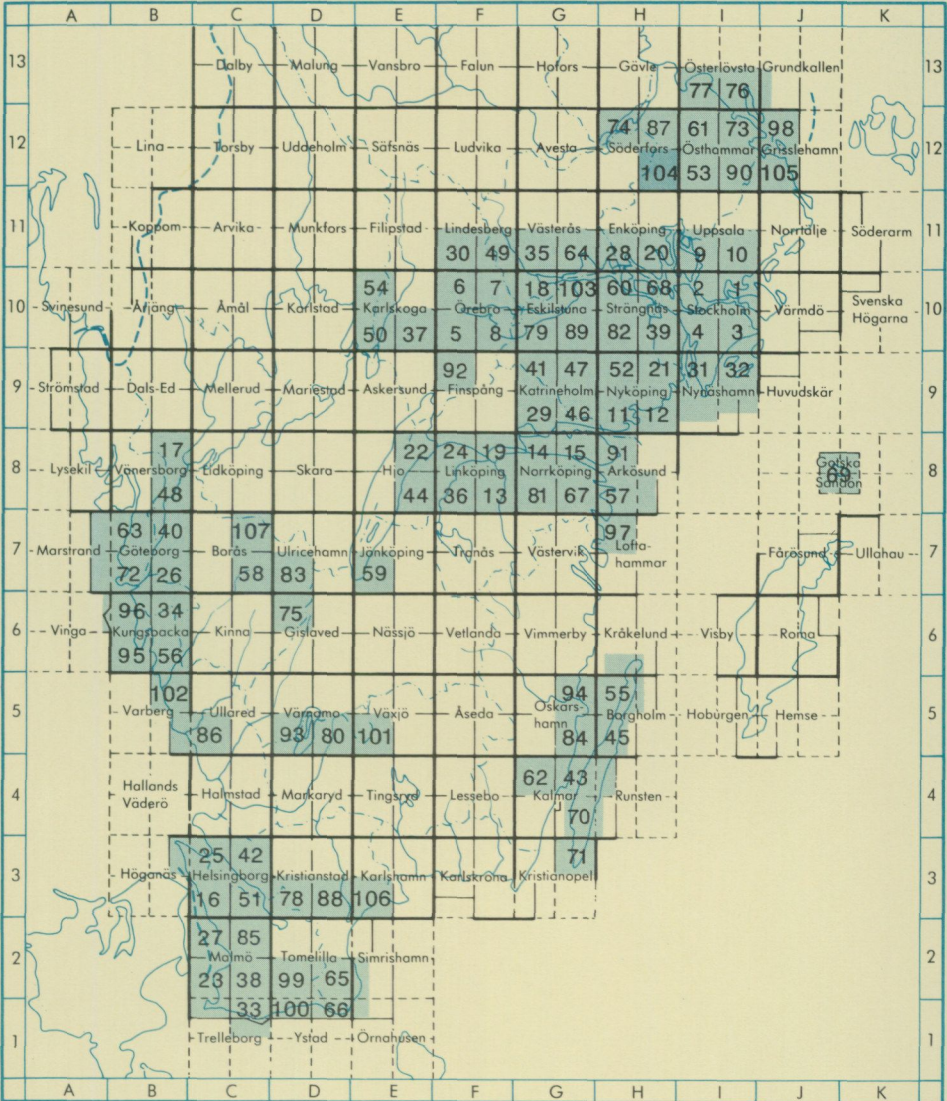 A B C D E F G H I J K
13 Dalby Malung Vansbro Falun Hofors Gävle Österlövsta Grundkallen 13
77 76
74 87 61 73 98
12 Lina Torsby Uddeholm Säfsnäs Ludvika Avesta Söderfors Östhammar Grisslehamn 12
104 53 90 105
11 Koppom Arvika Munkfors Filipstad Lindesberg Västerås Enköping Uppsala Norrtälje Söderarm 11
30 49 35 64 28 20 9 10
54 6 7 18 103 60 68 2 1
10 Svinesund Årjäng Åmål Karlstad Karlskoga Örebro Eskilstuna Strängnäs Stockholm Värmdö Svenska Högarna 10
50 37 5 8 79 89 82 39 4 3
92 41 47 52 21 31 32
9 Strömstad Dals-Ed Mellerud Mariestad Askersund Finspång Katrineholm Nyköping Nynäshamn Huvudskär 9
29 46 11 12
17 22 24 19 14 15 91
8 Lysekil Vänersborg Lidköping Skara Hjo Linköping Norrköping Arkösund Gotska Sandön 69 8
48 44 36 13 81 67 57
63 40 107 97
7 Marstrand Göteborg Borås Ulricehamn Jönköping Tranås Västervik Lofta-hammar Fårösund Ullahau 7
72 26 58 83 59
96 34 75
6 Vinga Kungsbacka Kinna Gislaved Nässjö Vetlanda Vimmerby Kråkelund Visby Roma 6
95 56
102 94 55
5 Varberg Ullared Värnamo Växjö Åseda Oskars-hamn Borgholm Hoburgen Hemse 5
86 93 80 101 84 45
62 43
4 Hallands Väderö Halmstad Markaryd Tingsryd Lessebo Kalmar Runsten 4
70
25 42 71
3 Höganäs Helsingborg Kristianstad Karlshamn Karlskrona Kristianopel 3
16 51 78 88 106
27 85
2 Malmö Tomelilla Simrishamn 2
23 38 99 65
33 100 66
1 Trelleborg Ystad Örnahusen 1
A B C D E F G H I J K